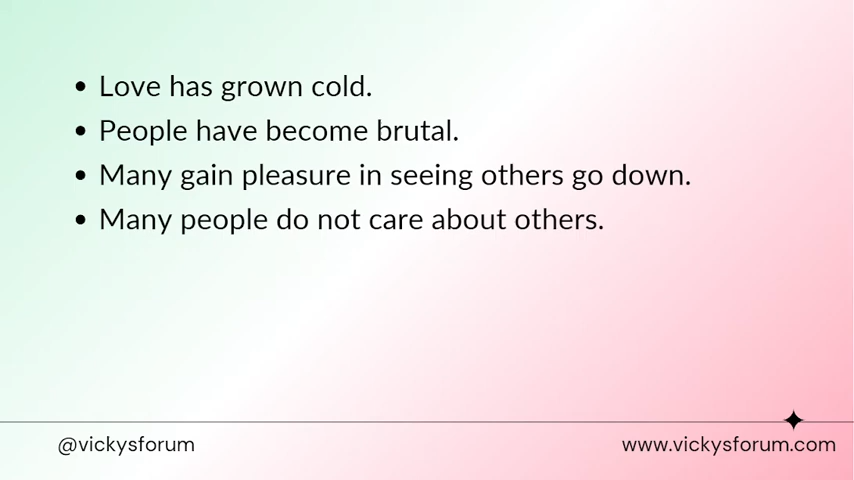 • Love has grown cold.
• People have become brutal.
• Many gain pleasure in seeing others go down.
• Many people do not care about others.
@vickysforum
www.vickysforum.com